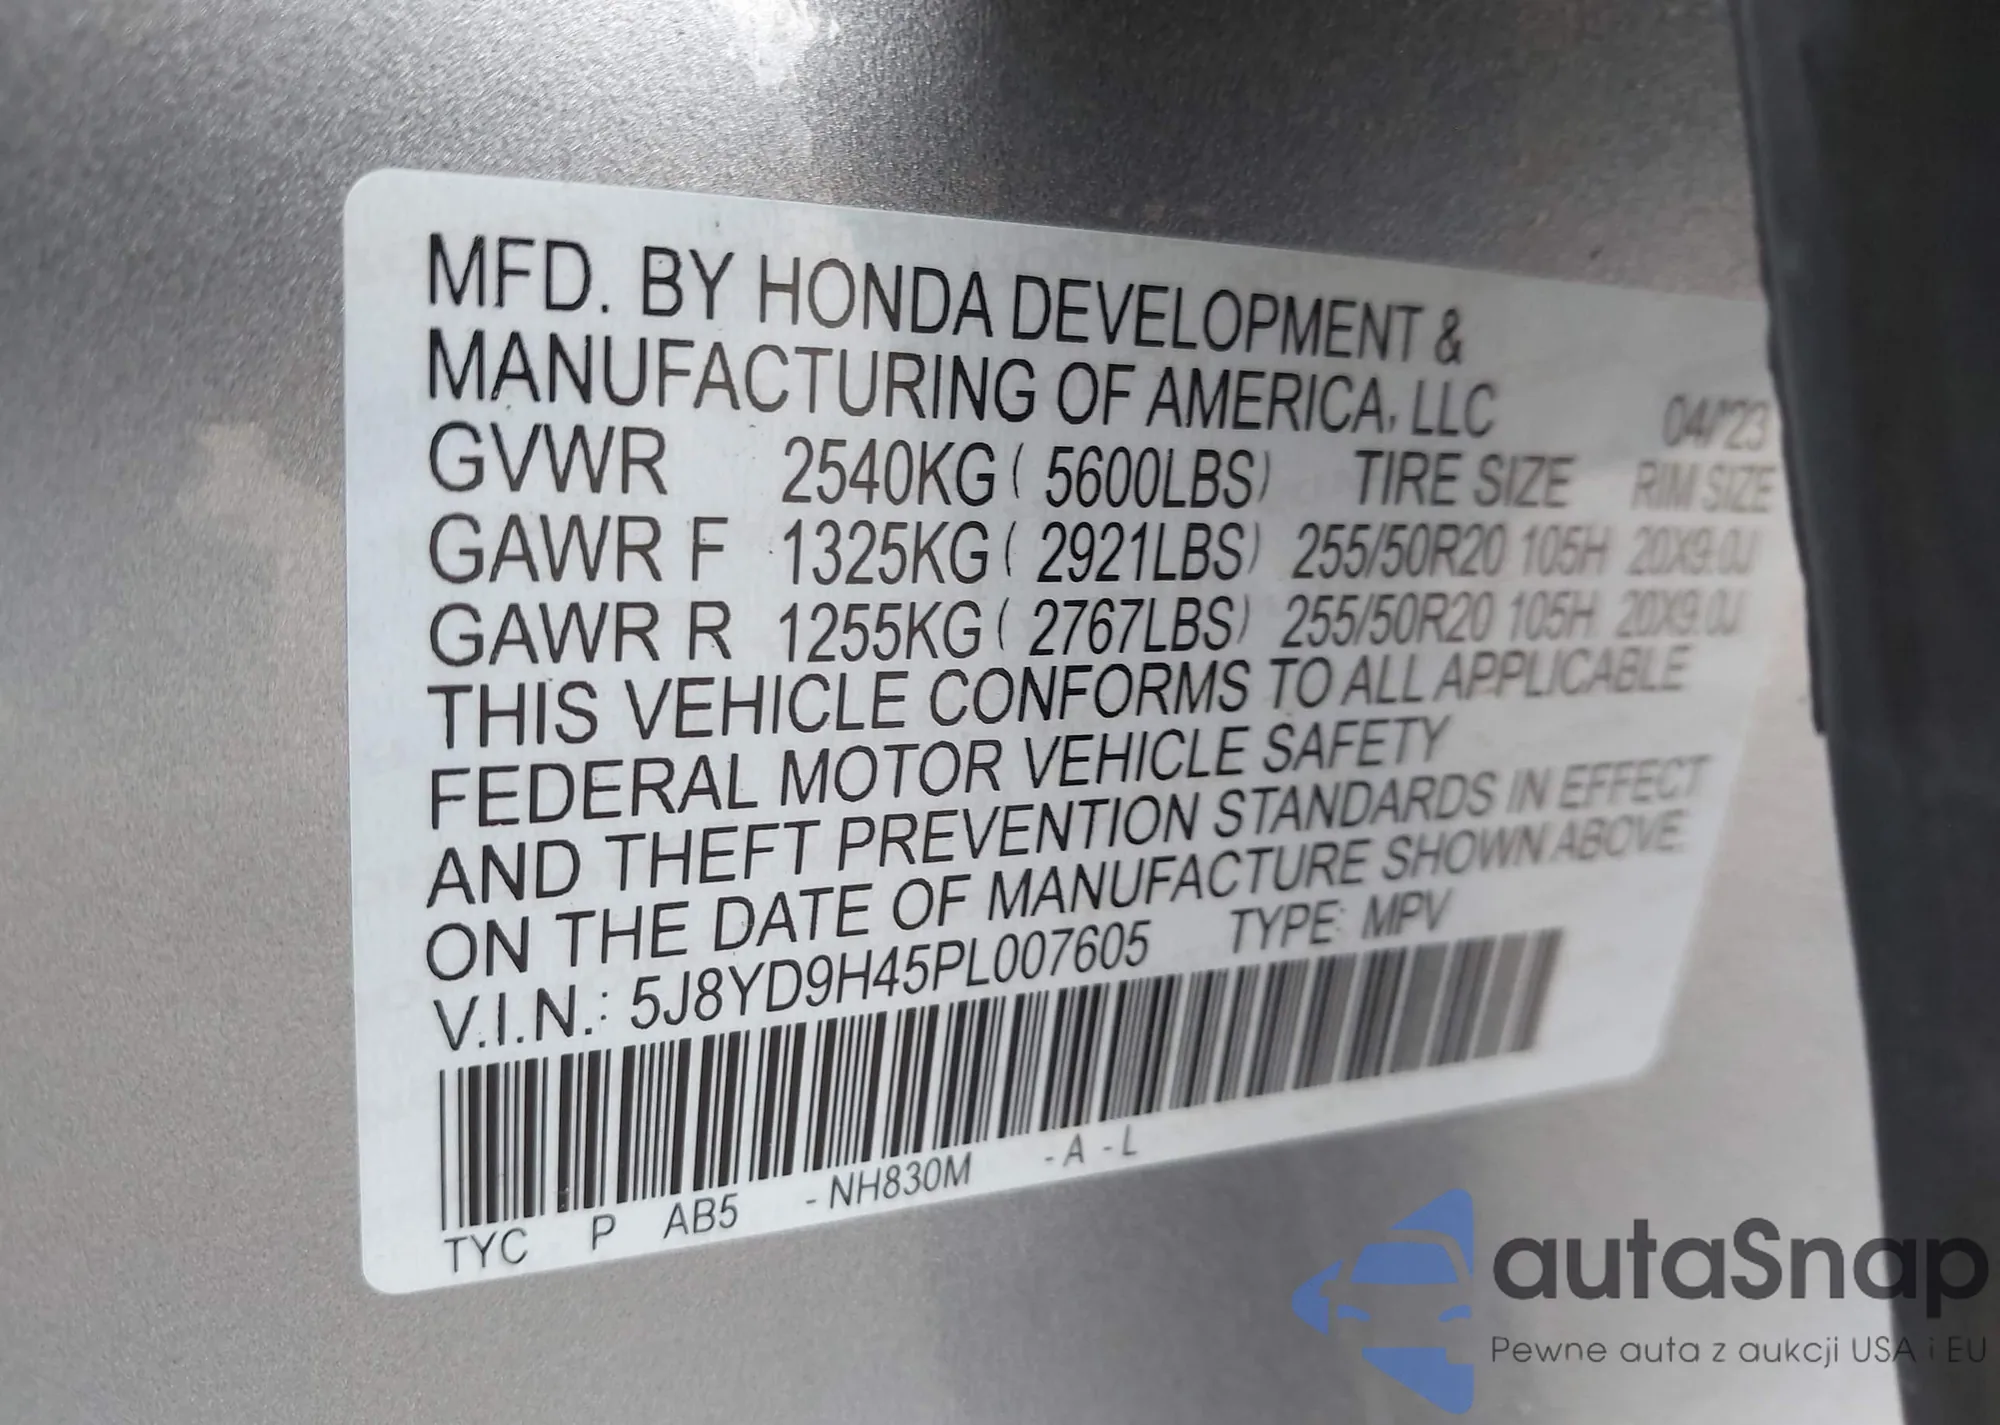 MFD. BY HONDA DEVELOPMENT &
MANUFACTURING OF AMERICA, LLC
04/'23
GVWR 2540KG ( 5600LBS) TIRE SIZE RIM SIZE
GAWR F 1325KG ( 2921LBS) 255/50R20 105H 20X9.0J
GAWR R 1255KG ( 2767LBS) 255/50R20 105H 20X9.0J
THIS VEHICLE CONFORMS TO ALL APPLICABLE
FEDERAL MOTOR VEHICLE SAFETY
AND THEFT PREVENTION STANDARDS IN EFFECT
ON THE DATE OF MANUFACTURE SHOWN ABOVE
V.I.N.: 5J8YD9H45PL007605 TYPE: MPV
TYC P AB5 -NH830M -A -L
autaSnap
Pewne auta z aukcji USA i EU